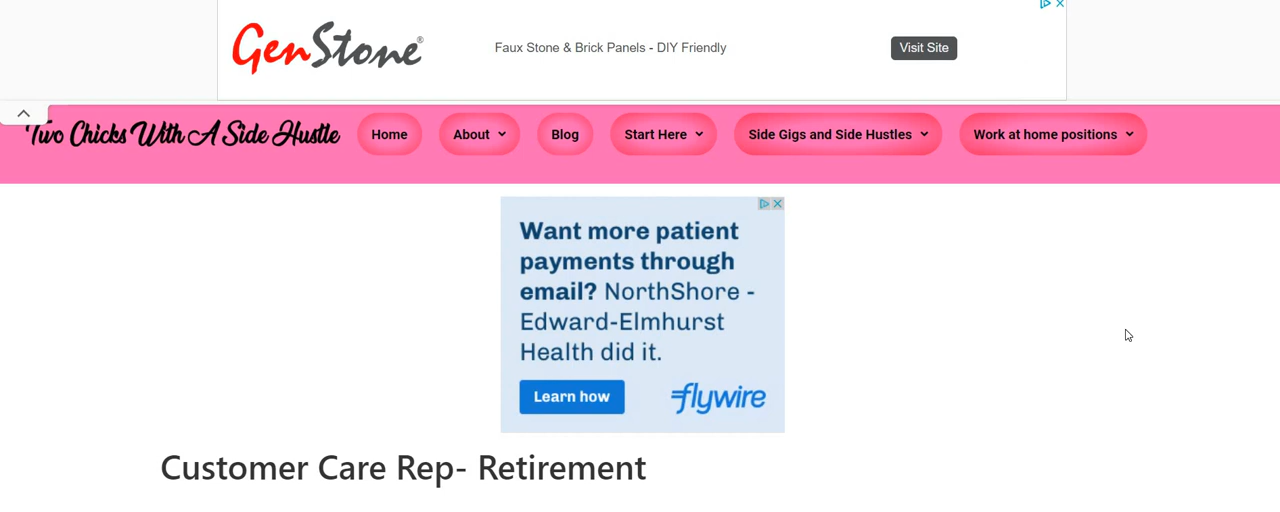 GenStone®
Faux Stone & Brick Panels - DIY Friendly
Visit Site
Two Chicks With A Side Hustle
Home
About
Blog
Start Here
Side Gigs and Side Hustles
Work at home positions
Want more patient
payments through
email? NorthShore -
Edward-Elmhurst
Health did it.
Learn how
flywire
Customer Care Rep- Retirement